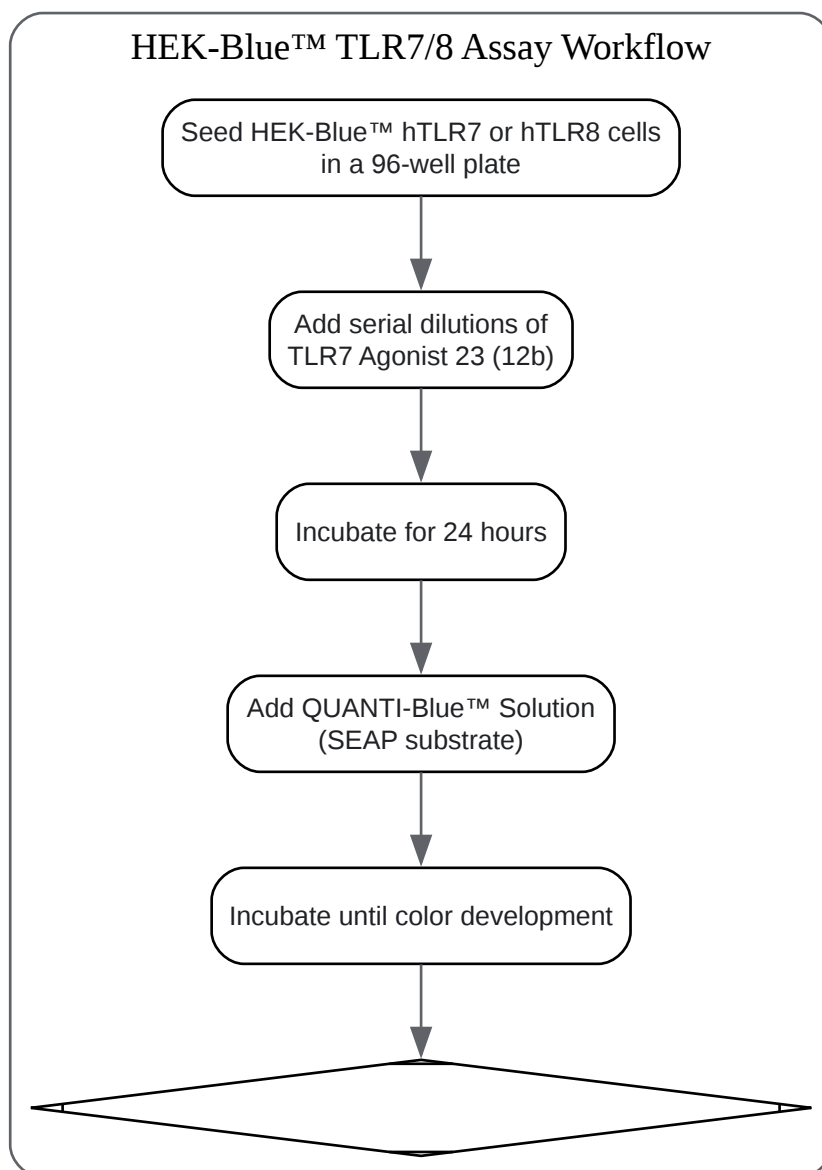 HEK-Blue™ TLR7/8 Assay Workflow
Seed HEK-Blue™ hTLR7 or hTLR8 cells
in a 96-well plate
Add serial dilutions of
TLR7 Agonist 23 (12b)
Incubate for 24 hours
Add QUANTI-Blue™ Solution
(SEAP substrate)
Incubate until color development